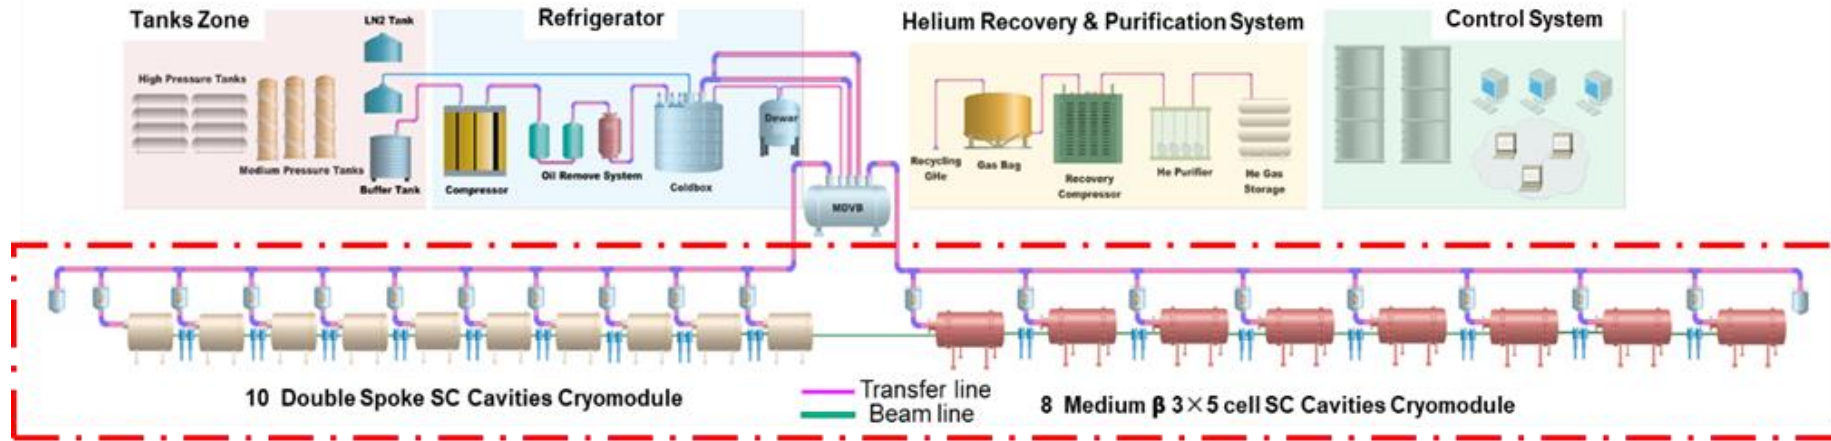 Tanks Zone
Refrigerator
Helium Recovery & Purification System
Control System
LN2 Tank
High Pressure Tanks
Medium Pressure Tanks
Buffer Tank
Compressor
Oil Remove System
Coldbox
Dewar
MDVB
Recycling
GHe
Gas Bag
Recovery
Compressor
He Purifier
He Gas
Storage
10 Double Spoke SC Cavities Cryomodule
Transfer line
Beam line
8 Medium β 3×5 cell SC Cavities Cryomodule